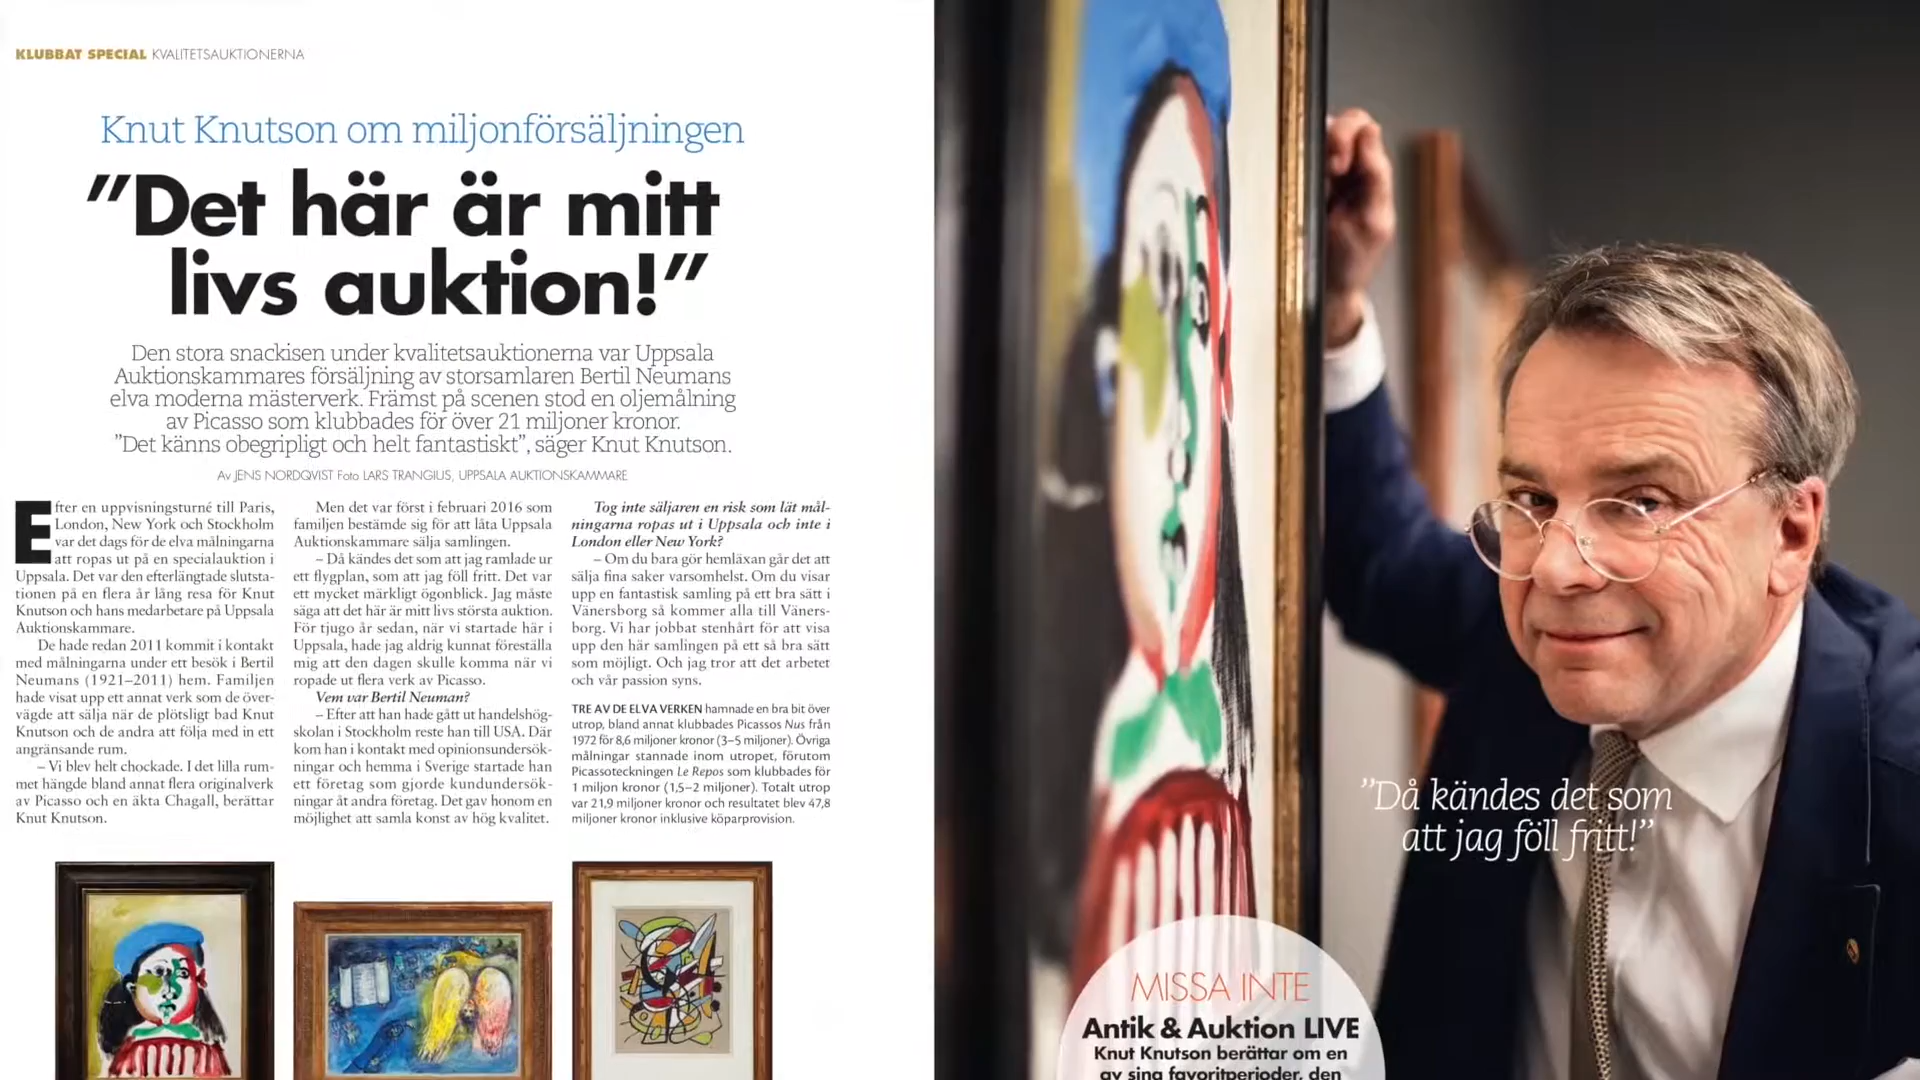 KLUBBAT SPECIAL KVALITETSAUKTIONERNA
Knut Knutson om miljonförsäljningen
”Det här är mitt
livs auktion!”
Den stora snackisen under kvalitetsauktionerna var Uppsala
Auktionskammares försäljning av storsamlaren Bertil Neumans
elva moderna mästerverk. Främst på scenen stod en oljemålning
av Picasso som klubbades för över 21 miljoner kronor.
”Det känns obegripligt och helt fantastiskt”, säger Knut Knutson.
Av JENS NORDQVIST Foto LARS TRANGIUS, UPPSALA AUKTIONSKAMMARE
Efter en uppvisningsturné till Paris,
London, New York och Stockholm
var det dags för de elva målningarna
att ropas ut på en specialauktion i
Uppsala. Det var den efterlängtade slutsta-
tionen på en flera år lång resa för Knut
Knutson och hans medarbetare på Uppsala
Auktionskammare.
De hade redan 2011 kommit i kontakt
med målningarna under ett besök i Bertil
Neumans (1921–2011) hem. Familjen
hade visat upp ett annat verk som de över-
vägde att sälja när de plötsligt bad Knut
Knutson och de andra att följa med in ett
angränsande rum.
– Vi blev helt chockade. I det lilla rum-
met hängde bland annat flera originalverk
av Picasso och en äkta Chagall, berättar
Knut Knutson.
Men det var först i februari 2016 som
familjen bestämde sig för att låta Uppsala
Auktionskammare sälja samlingen.
– Då kändes det som att jag ramlade ur
ett flygplan, som att jag föll fritt. Det var
ett mycket märkligt ögonblick. Jag måste
säga att det här är mitt livs största auktion.
För tjugo år sedan, när vi startade här i
Uppsala, hade jag aldrig kunnat föreställa
mig att den dagen skulle komma när vi
ropade ut flera verk av Picasso.
Vem var Bertil Neuman?
– Efter att han hade gått ut handelshög-
skolan i Stockholm reste han till USA. Där
kom han i kontakt med opinionsundersök-
ningar och hemma i Sverige startade han
ett företag som gjorde kundundersök-
ningar åt andra företag. Det gav honom en
möjlighet att samla konst av hög kvalitet.
Tog inte säljaren en risk som lät mål-
ningarna ropas ut i Uppsala och inte i
London eller New York?
– Om du bara gör hemläxan går det att
sälja fina saker varsomhelst. Om du visar
upp en fantastisk samling på ett bra sätt i
Vänersborg så kommer alla till Väners-
borg. Vi har jobbat stenhårt för att visa
upp den här samlingen på ett så bra sätt
som möjligt. Och jag tror att det arbetet
och vår passion syns.
TRE AV DE ELVA VERKEN hamnade en bra bit över
utrop, bland annat klubbades Picassos Nus från
1972 för 8,6 miljoner kronor (3–5 miljoner). Övriga
målningar stannade inom utropet, förutom
Picassoteckningen Le Repos som klubbades för
1 miljon kronor (1,5–2 miljoner). Totalt utrop
var 21,9 miljoner kronor och resultatet blev 47,8
miljoner kronor inklusive köparprovision.
”Då kändes det som
att jag föll fritt!”
MISSA INTE
Antik & Auktion LIVE
Knut Knutson berättar om en
av sina favoritperioder, den